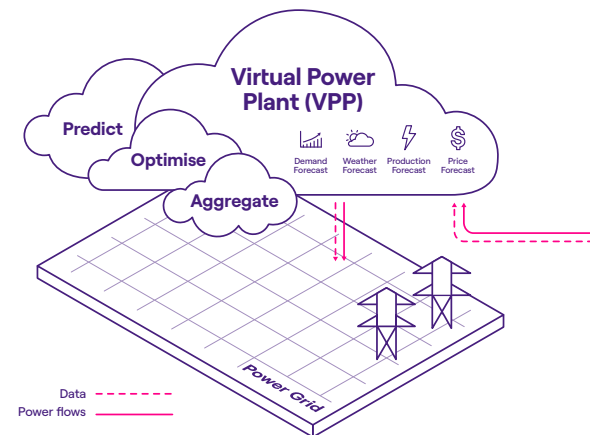 Virtual Power
Plant (VPP)
Predict
Optimise
Aggregate
Demand
Forecast
Weather
Forecast
Production
Forecast
Price
Forecast
Power Grid
Data
Power flows